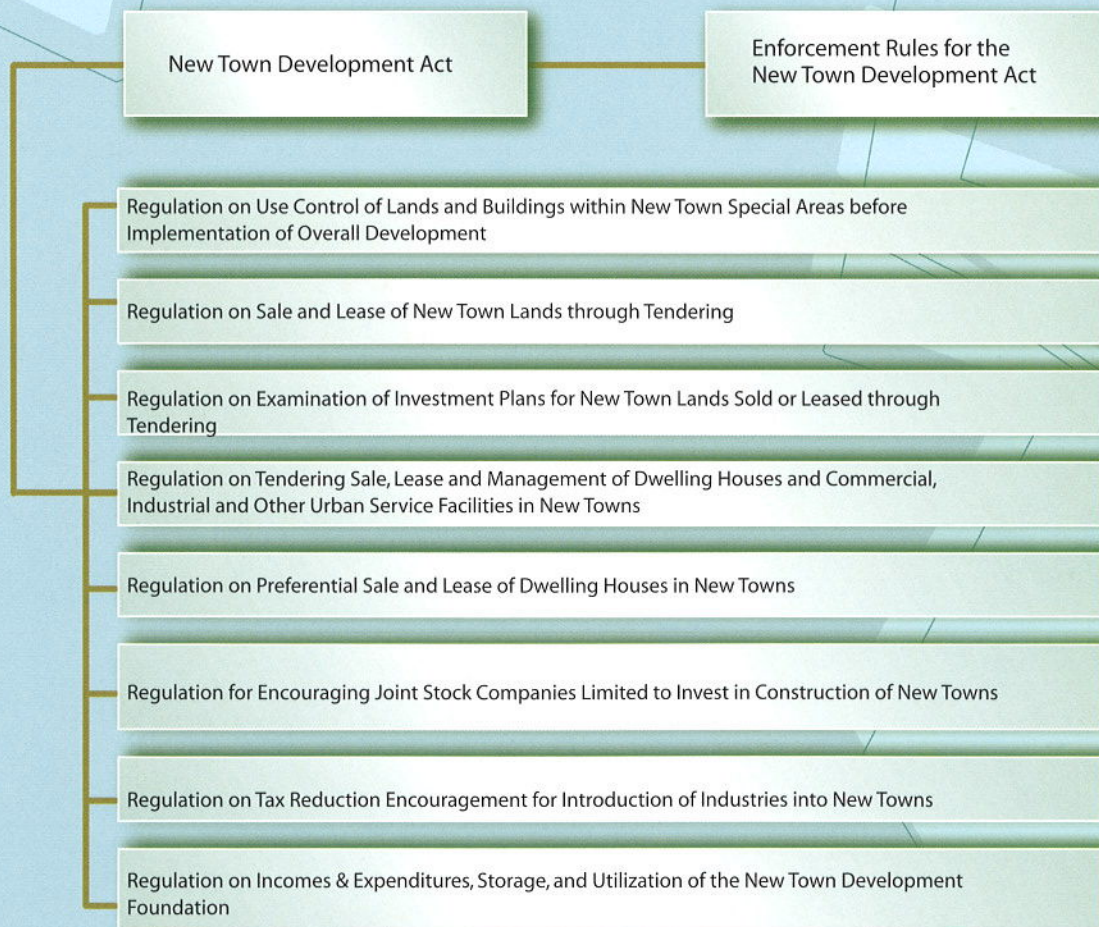 New Town Development Act
Enforcement Rules for the
New Town Development Act
Regulation on Use Control of Lands and Buildings within New Town Special Areas before
Implementation of Overall Development
Regulation on Sale and Lease of New Town Lands through Tendering
Regulation on Examination of Investment Plans for New Town Lands Sold or Leased through
Tendering
Regulation on Tendering Sale, Lease and Management of Dwelling Houses and Commercial,
Industrial and Other Urban Service Facilities in New Towns
Regulation on Preferential Sale and Lease of Dwelling Houses in New Towns
Regulation for Encouraging Joint Stock Companies Limited to Invest in Construction of New Towns
Regulation on Tax Reduction Encouragement for Introduction of Industries into New Towns
Regulation on Incomes & Expenditures, Storage, and Utilization of the New Town Development
Foundation